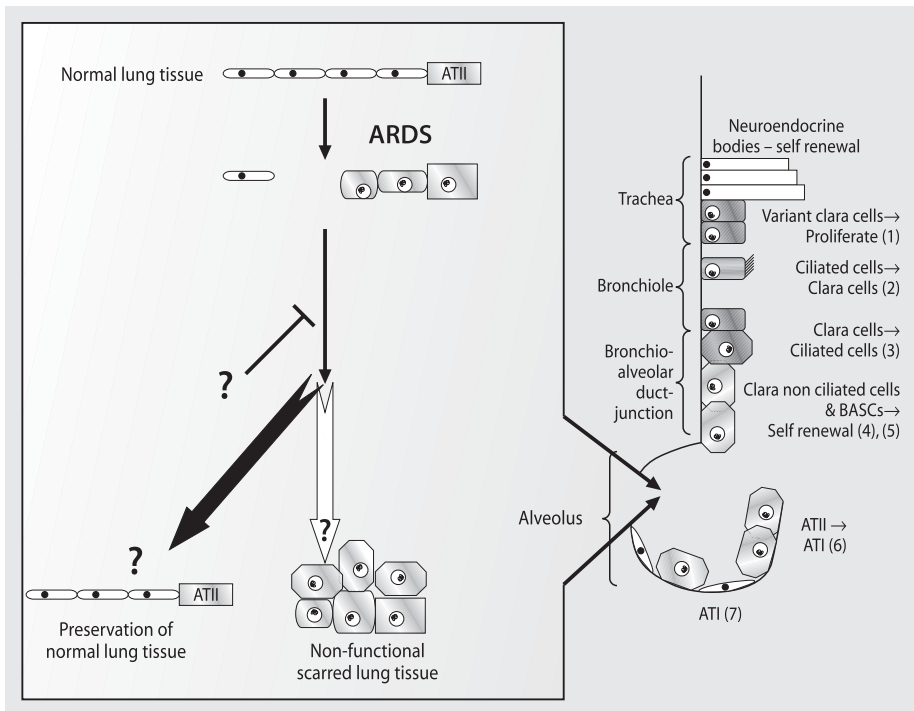 Normal lung tissue
ATII
ARDS
?
?
?
ATII
Preservation of
normal lung tissue
Non-functional
scarred lung tissue
Neuroendocrine
bodies – self renewal
Trachea
Variant clara cells→
Proliferate (1)
Bronchiole
Ciliated cells→
Clara cells (2)
Clara cells→
Ciliated cells (3)
Bronchio-
alveolar
duct-
junction
Clara non ciliated cells
& BASCs→
Self renewal (4), (5)
Alveolus
ATII →
ATI (6)
ATI (7)